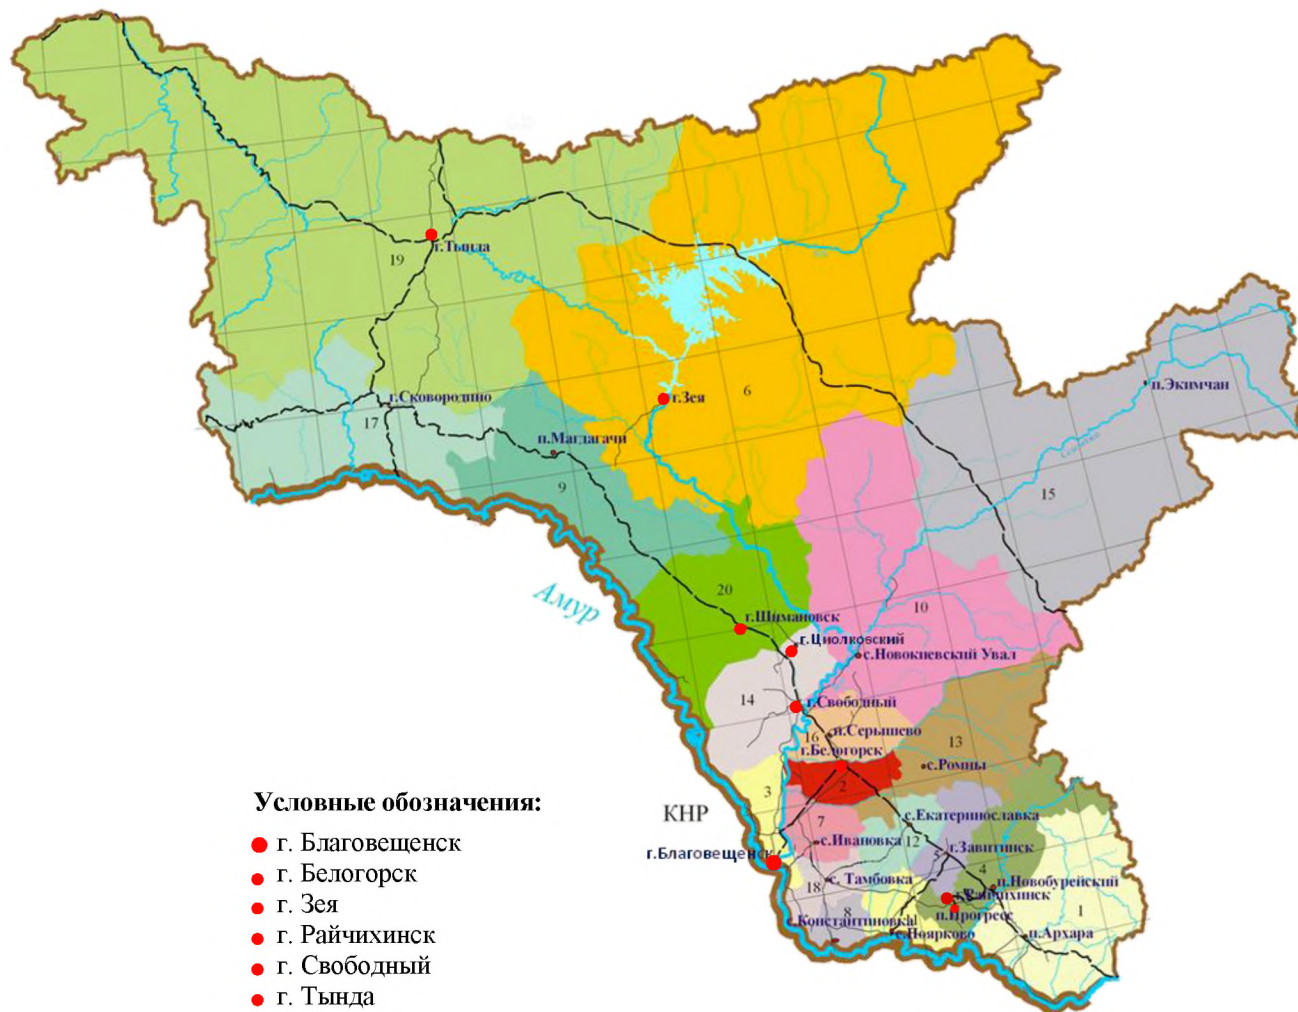 г.Тында
19
г.Зея
6
п.Экимчан
г.Сковородино
17
п.Магдагачи
9
15
Амур
20
10
г.Шимановск
г.Циолковский
с.Новокиевский Увал
14
г.Свободный
16
п.Серышево
13
г.Белогорск
с.Ромны
2
3
КНР
7
с.Екатеринославка
12
с.Ивановка
г.Завитинск
5
г.Благовещенск
4
18
с. Тамбовка
п.Новобурейский
г.Райчихинск
8
1
с.Константиновка
п.Прогресс
с.Поярково
п.Архара
Условные обозначения:
г. Благовещенск
г. Белогорск
г. Зея
г. Райчихинск
г. Свободный
г. Тында